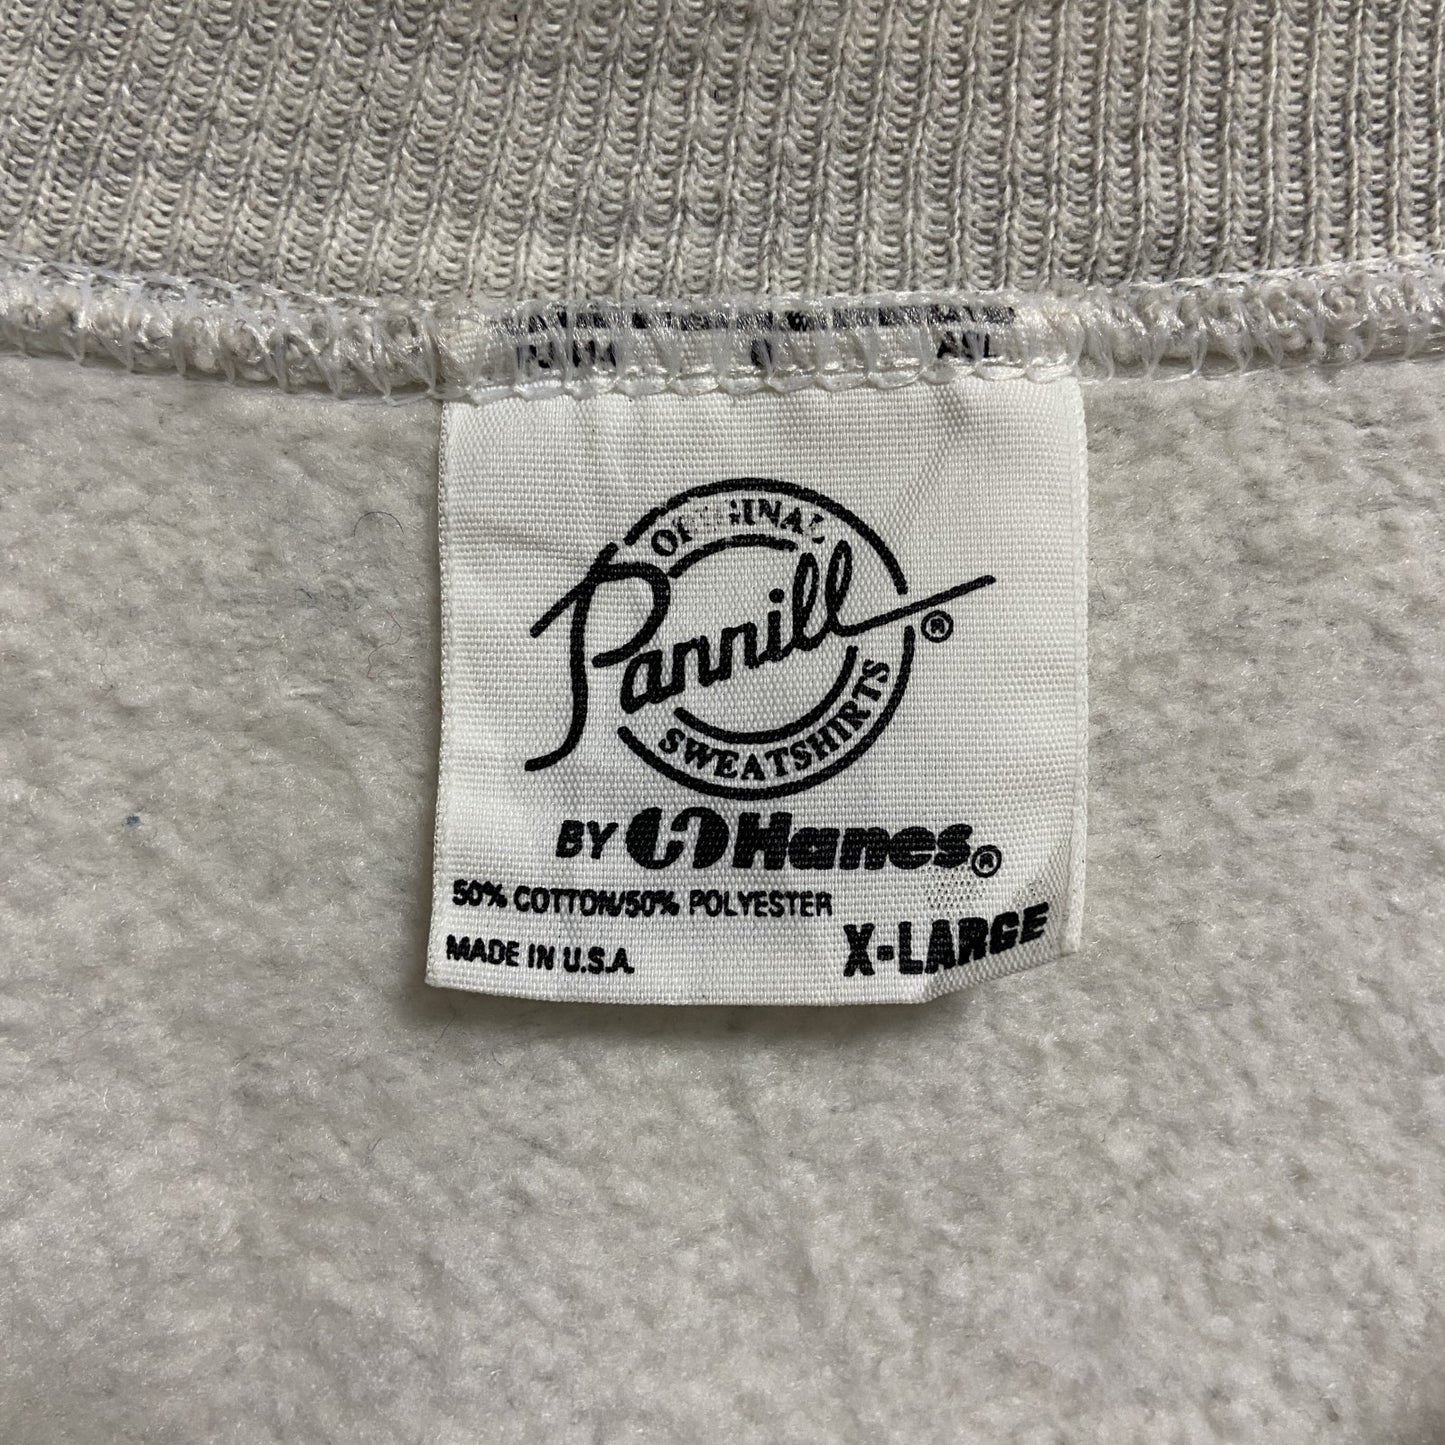 ORIGINAL
Pannill®
SWEATSHIRTS
BY Hanes®
50% COTTON/50% POLYESTER
MADE IN U.S.A. X-LARGE